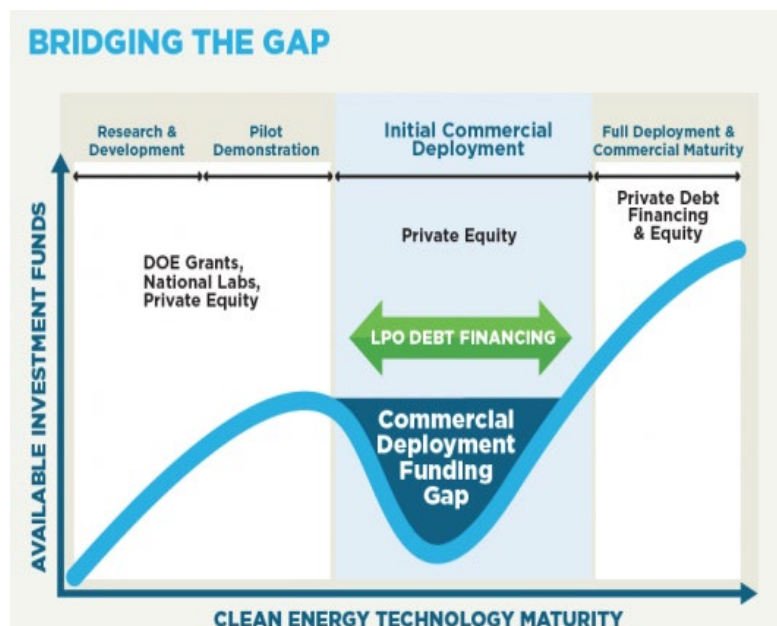 BRIDGING THE GAP
Research &
Development
Pilot
Demonstration
Initial Commercial
Deployment
Full Deployment &
Commercial Maturity
DOE Grants,
National Labs,
Private Equity
Private Equity
Private Debt
Financing
& Equity
LPO DEBT FINANCING
Commercial
Deployment
Funding
Gap
AVAILABLE INVESTMENT FUNDS
CLEAN ENERGY TECHNOLOGY MATURITY